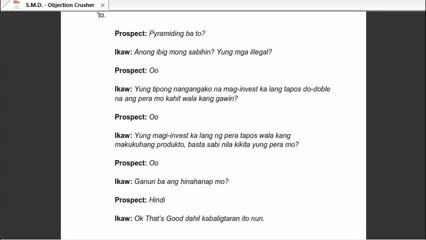 S.M.D. - Objection Crusher
'to.
Prospect: Pyramiding ba to?
Ikaw: Anong ibig mong sabihin? Yung mga illegal?
Prospect: Oo
Ikaw: Yung tipong nangangako na mag-invest ka lang tapos do-doble
na ang pera mo kahit wala kang gawin?
Prospect: Oo
Ikaw: Yung magi-invest ka lang ng pera tapos wala kang
makukuhang produkto, basta sabi nila kikita yung pera mo?
Prospect: Oo
Ikaw: Ganun ba ang hinahanap mo?
Prospect: Hindi
Ikaw: Ok That's Good dahil kabaligtaran ito nun.